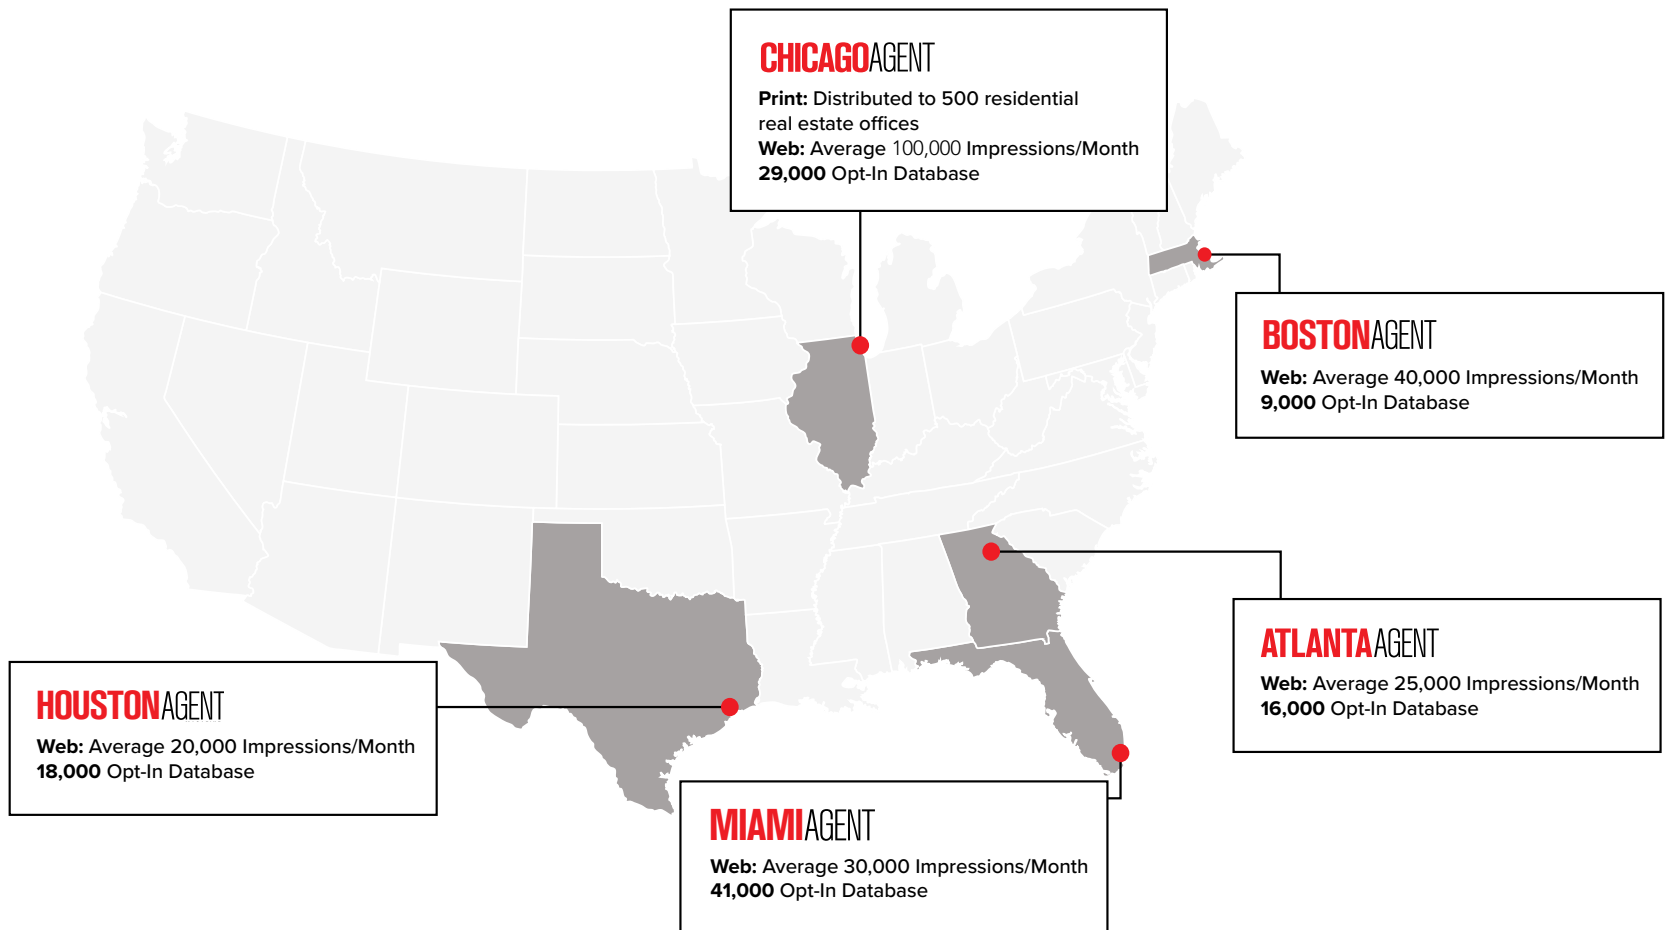 CHICAGOAGENT
Print: Distributed to 500 residential
real estate offices
Web: Average 100,000 Impressions/Month
29,000 Opt-In Database
BOSTONAGENT
Web: Average 40,000 Impressions/Month
9,000 Opt-In Database
ATLANTAAGENT
Web: Average 25,000 Impressions/Month
16,000 Opt-In Database
HOUSTONAGENT
Web: Average 20,000 Impressions/Month
18,000 Opt-In Database
MIAMIAGENT
Web: Average 30,000 Impressions/Month
41,000 Opt-In Database